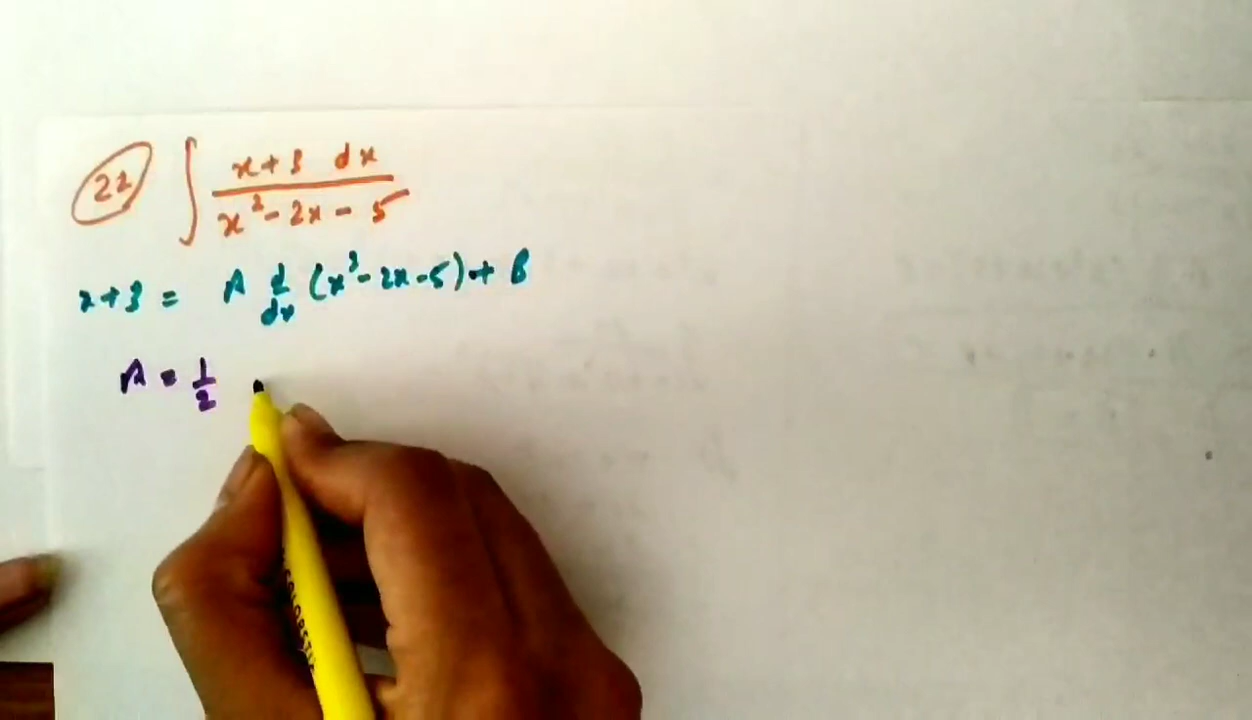 22 ∫ x+3 dx / x² - 2x - 5
x+3 = A d/dx (x² - 2x - 5) + B
A = 1/2